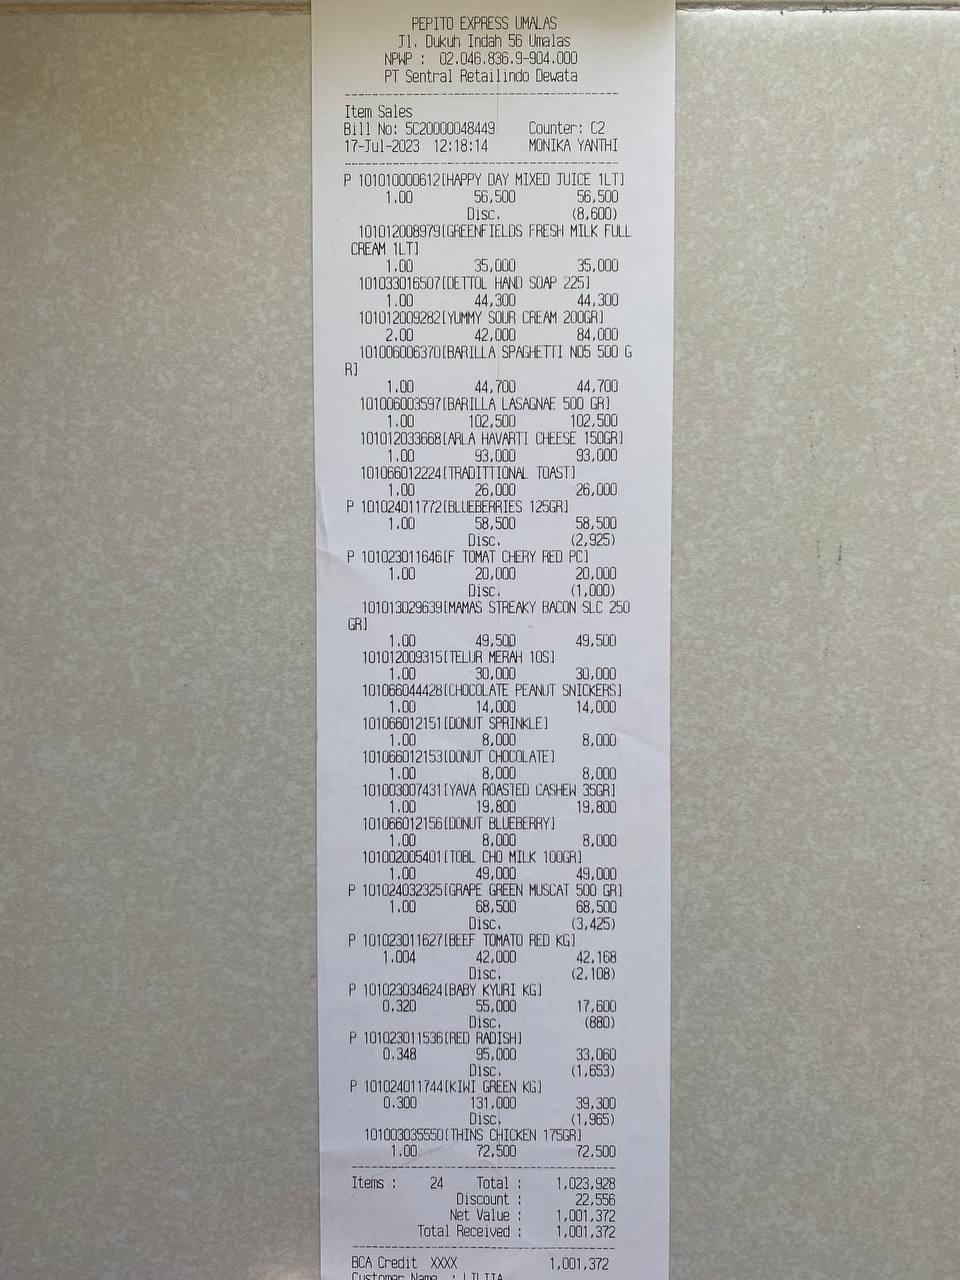 PEPITO EXPRESS UMALAS
Jl. Dukuh Indah 56 Umalas
NPWP : 02.046.836.9-904.000
PT Sentral Retailindo Dewata
Item Sales
Bill No: 5C20000048449 Counter: C2
17-Jul-2023 12:18:14 MONIKA YANTHI
P 101010000612[HAPPY DAY MIXED JUICE 1LT]
1.00 56,500 56,500
Disc. (8,600)
101012008979[GREENFIELDS FRESH MILK FULL
CREAM 1LT]
1.00 35,000 35,000
101033016507[DETTOL HAND SOAP 225]
1.00 44,300 44,300
101012009282[YUMMY SOUR CREAM 200GR]
2.00 42,000 84,000
101006006370[BARILLA SPAGHETTI NO5 500 G
R]
1.00 44,700 44,700
101006003597[BARILLA LASAGNAE 500 GR]
1.00 102,500 102,500
101012033668[ARLA HAVARTI CHEESE 150GR]
1.00 93,000 93,000
101066012224[TRADITTIONAL TOAST]
1.00 26,000 26,000
P 101024011772[BLUEBERRIES 125GR]
1.00 58,500 58,500
Disc. (2,925)
P 101023011646[F TOMAT CHERY RED PC]
1.00 20,000 20,000
Disc. (1,000)
101013029639[MAMAS STREAKY BACON SLC 250
GR]
1.00 49,500 49,500
101012009315[TELUR MERAH 10S]
1.00 30,000 30,000
101066044428[CHOCOLATE PEANUT SNICKERS]
1.00 14,000 14,000
101066012151[DONUT SPRINKLE]
1.00 8,000 8,000
101066012153[DONUT CHOCOLATE]
1.00 8,000 8,000
101003007431[YAVA ROASTED CASHEW 35GR]
1.00 19,800 19,800
101066012156[DONUT BLUEBERRY]
1.00 8,000 8,000
101002005401[TOBL CHO MILK 100GR]
1.00 49,000 49,000
P 101024032325[GRAPE GREEN MUSCAT 500 GR]
1.00 68,500 68,500
Disc. (3,425)
P 101023011627[BEEF TOMATO RED KG]
1.004 42,000 42,168
Disc. (2,108)
P 101023034624[BABY KYURI KG]
0.320 55,000 17,600
Disc. (880)
P 101023011536[RED RADISH]
0.348 95,000 33,060
Disc. (1,653)
P 101024011744[KIWI GREEN KG]
0.300 131,000 39,300
Disc. (1,965)
101003035550[THINS CHICKEN 175GR]
1.00 72,500 72,500
Items : 24 Total : 1,023,928
Discount : 22,556
Net Value : 1,001,372
Total Received : 1,001,372
BCA Credit XXXX 1,001,372
Customer Name : LILIIA